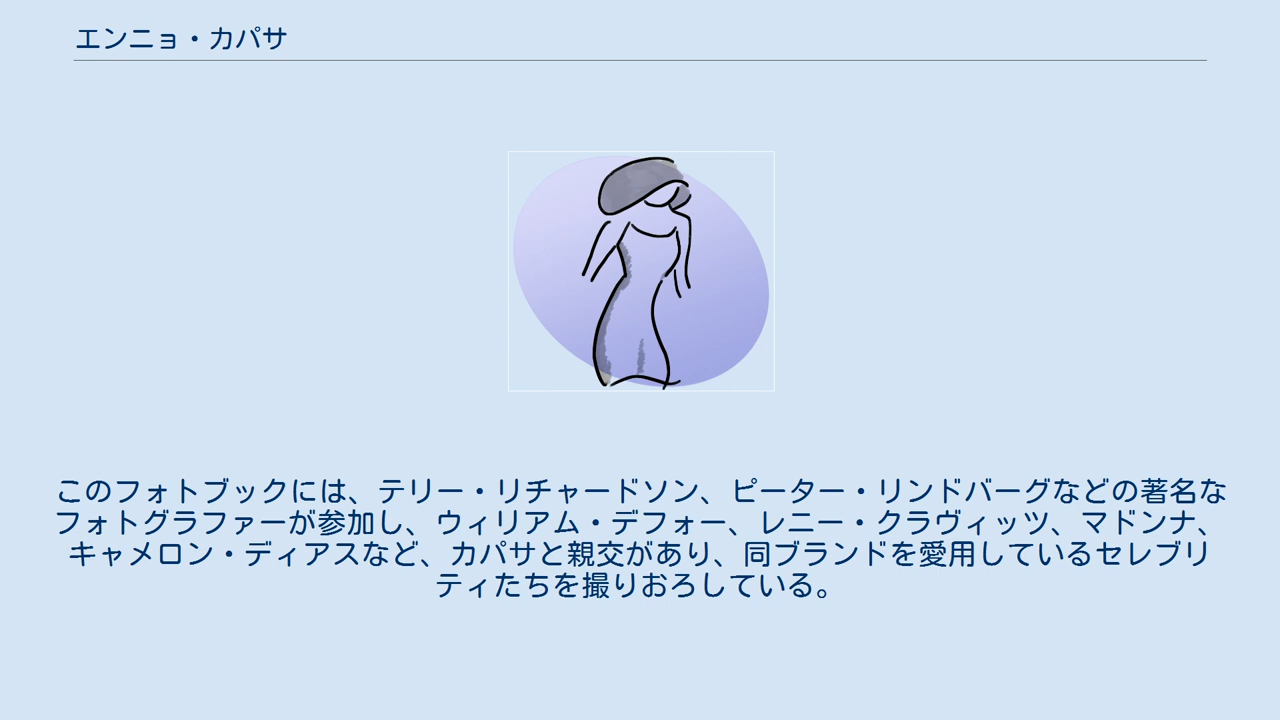 エンニョ・カパサ
このフォトブックには、テリー・リチャードソン、ピーター・リンドバーグなどの著名な
フォトグラファーが参加し、ウィリアム・デフォー、レニー・クラヴィッツ、マドンナ、
キャメロン・ディアスなど、カパサと親交があり、同ブランドを愛用しているセレブリ
ティたちを撮りおろしている。